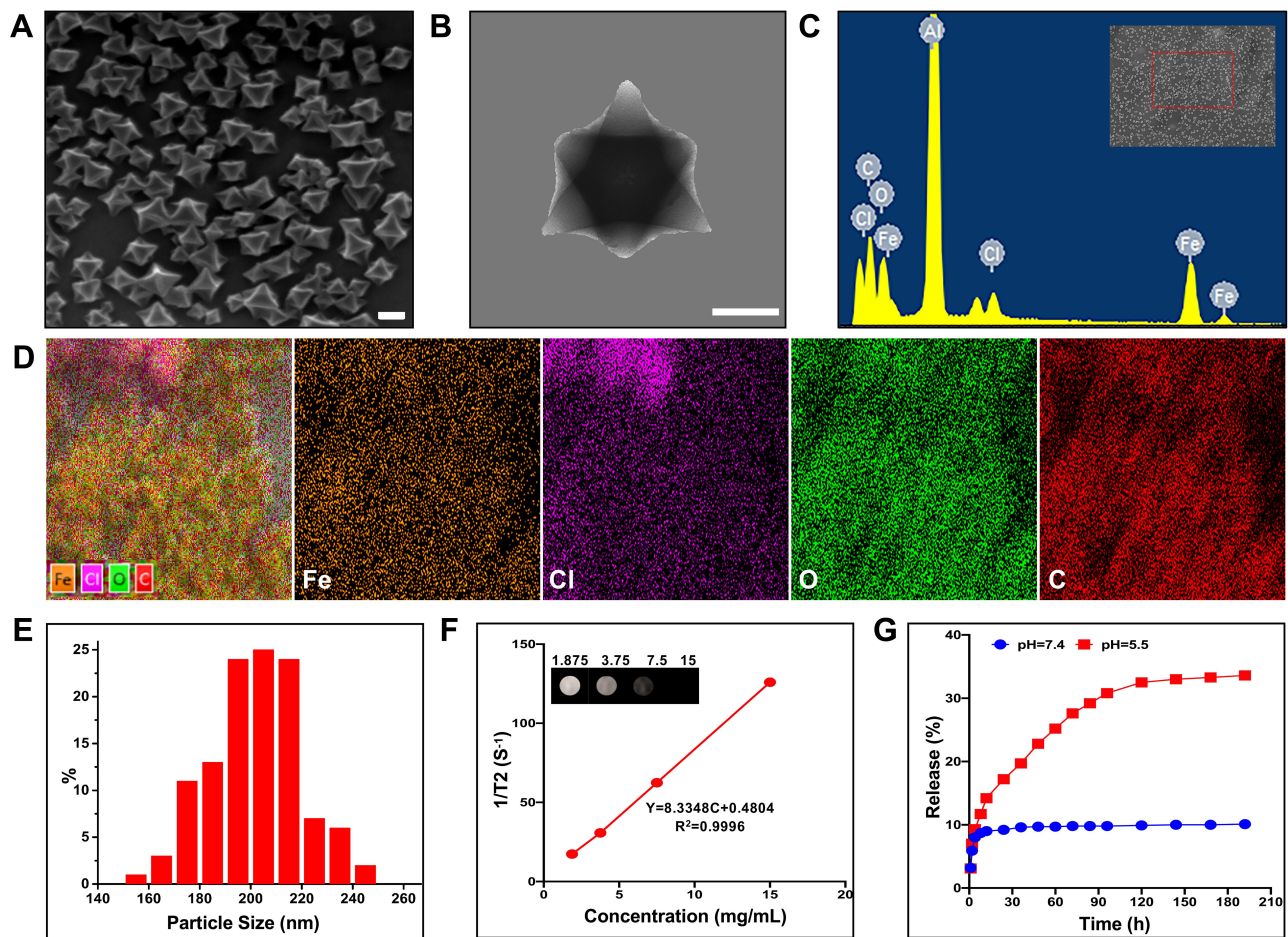 A
B
C
Al
C
O
Cl
Fe
Cl
Fe
Fe
D
Fe Cl O C
Fe
Cl
O
C
E
25
20
15
10
5
0
%
140 160 180 200 220 240 260
Particle Size (nm)
F
150
100
50
0
1/T2 (S-1)
1.875 3.75 7.5 15
Y=8.3348C+0.4804
R²=0.9996
0 5 10 15 20
Concentration (mg/mL)
G
40
30
20
10
0
Release (%)
pH=7.4 pH=5.5
0 30 60 90 120 150 180 210
Time (h)